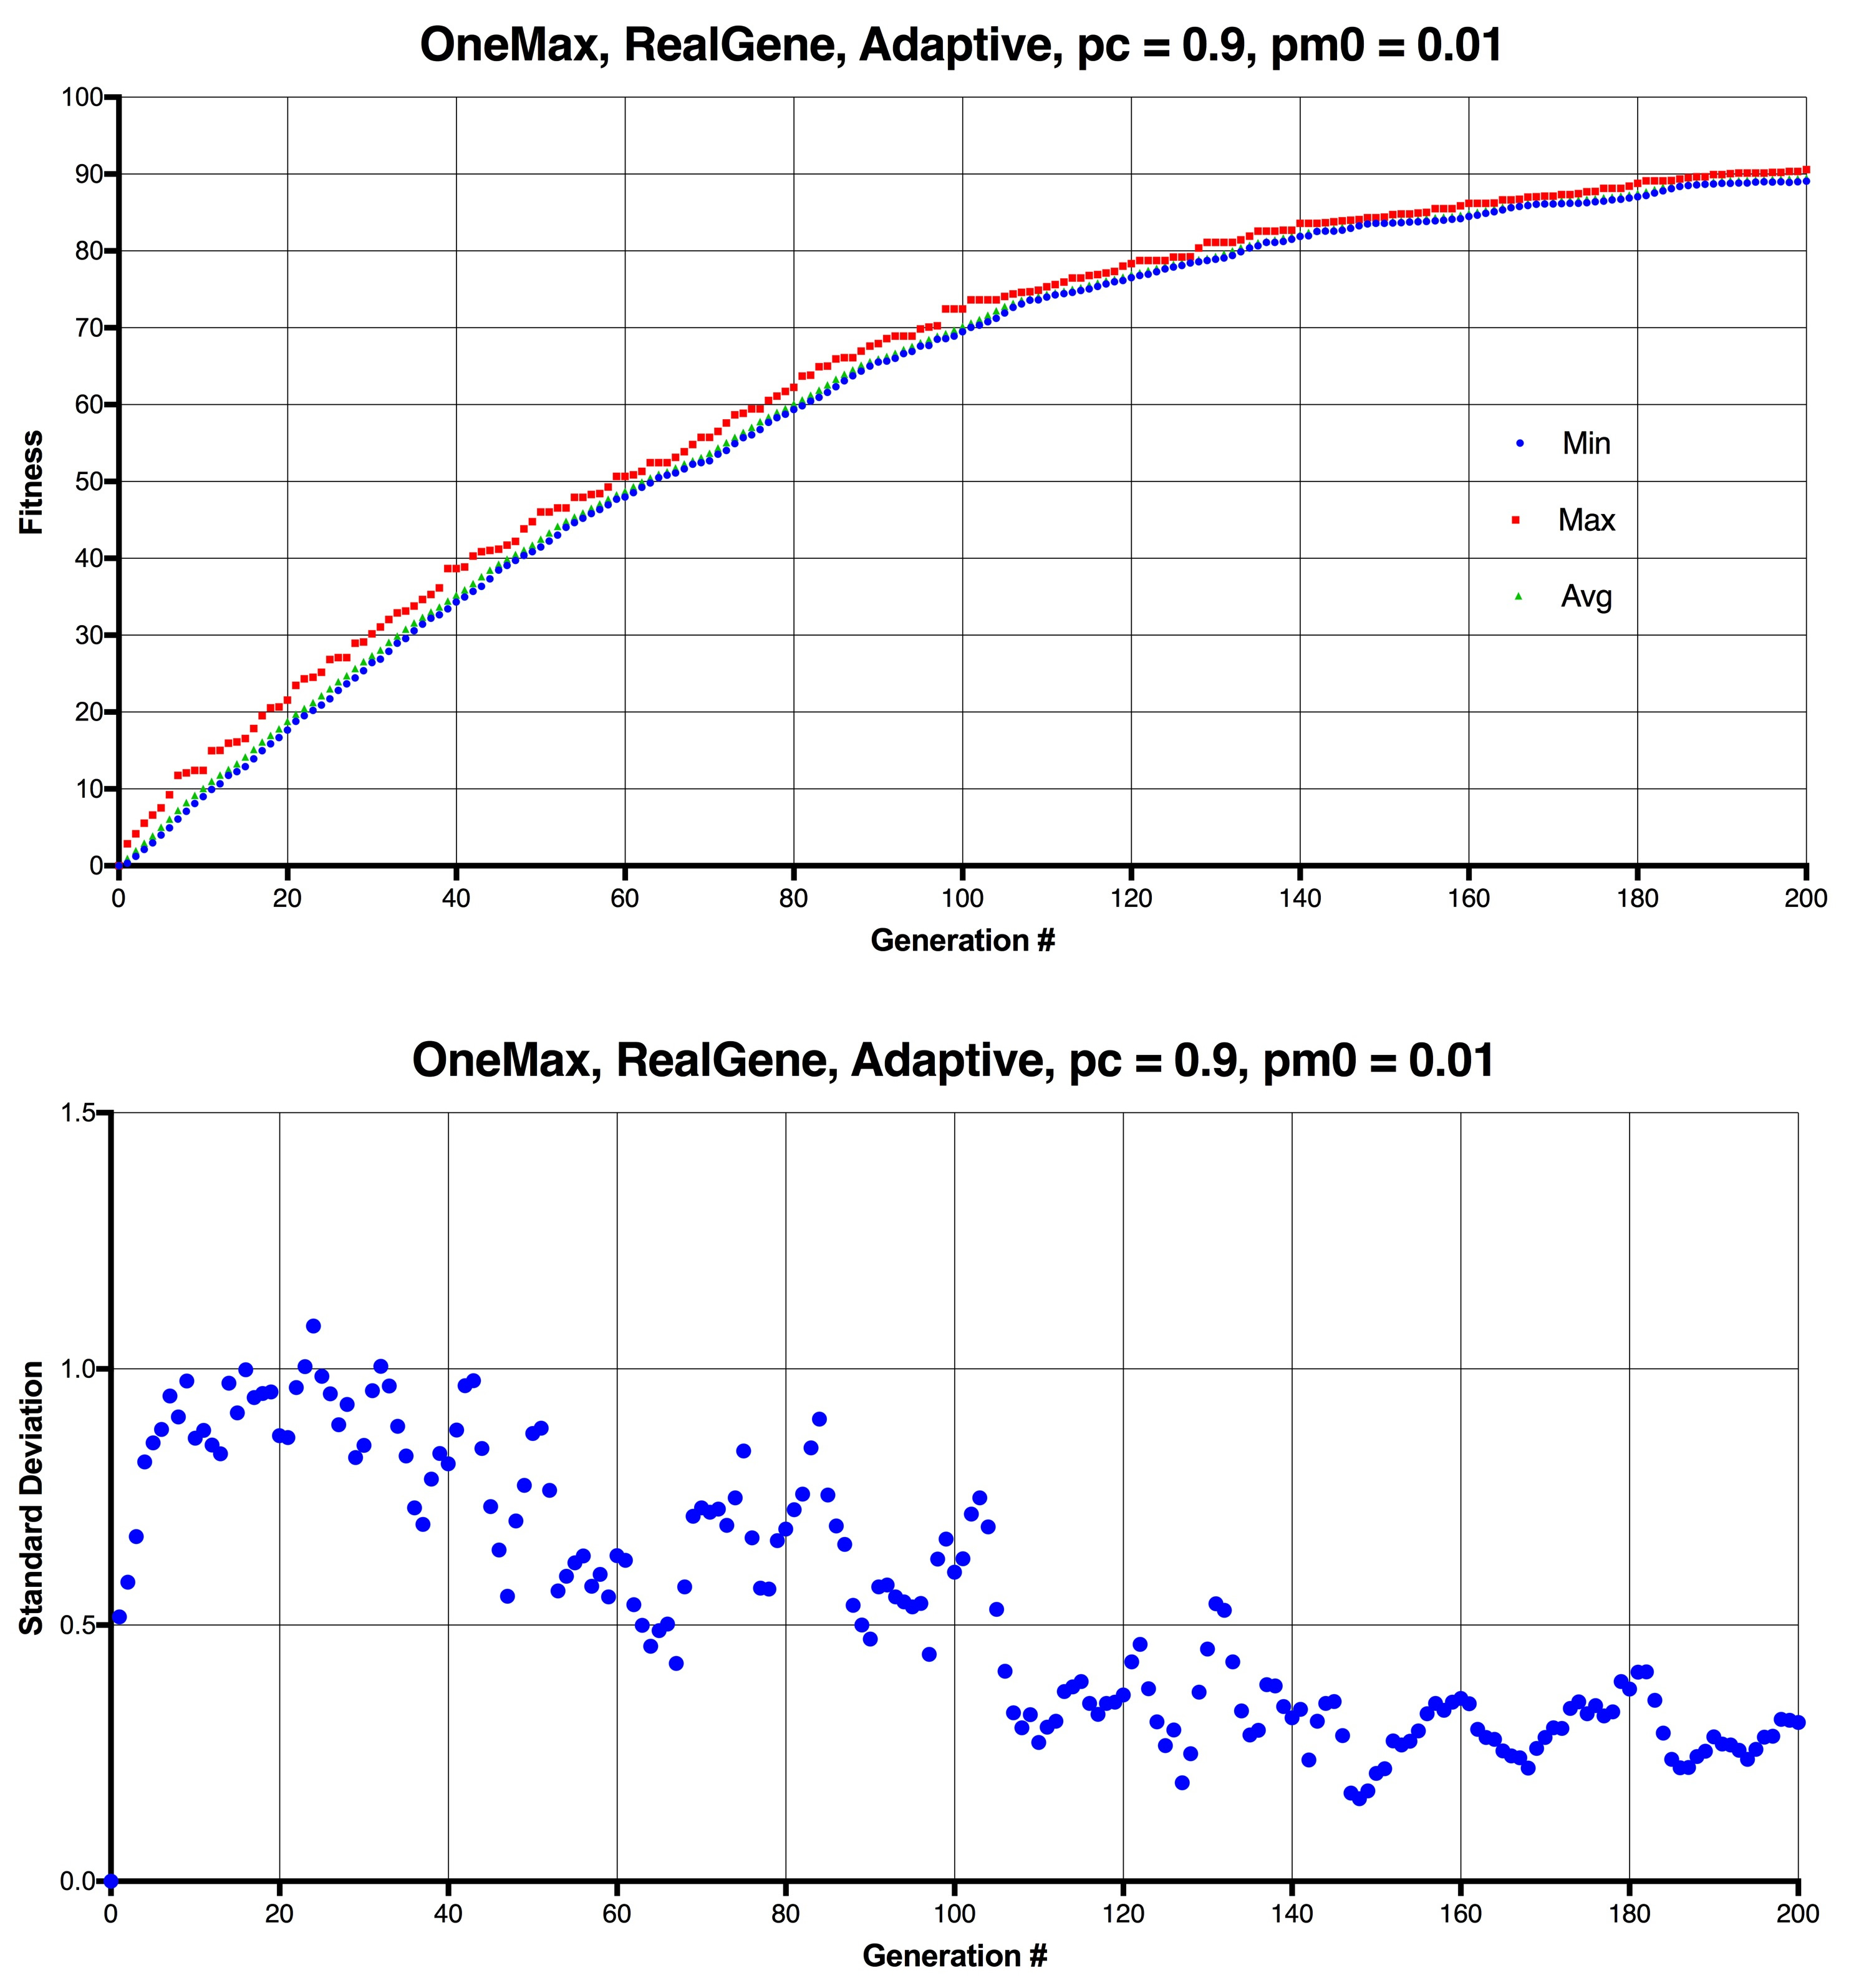 OneMax, RealGene, Adaptive, pc = 0.9, pm0 = 0.01
100
90
80
70
60
50
40
30
20
10
0
Fitness
Min
Max
Avg
0 20 40 60 80 100 120 140 160 180 200
Generation #
OneMax, RealGene, Adaptive, pc = 0.9, pm0 = 0.01
1.5
1.0
0.5
0.0
Standard Deviation
0 20 40 60 80 100 120 140 160 180 200
Generation #